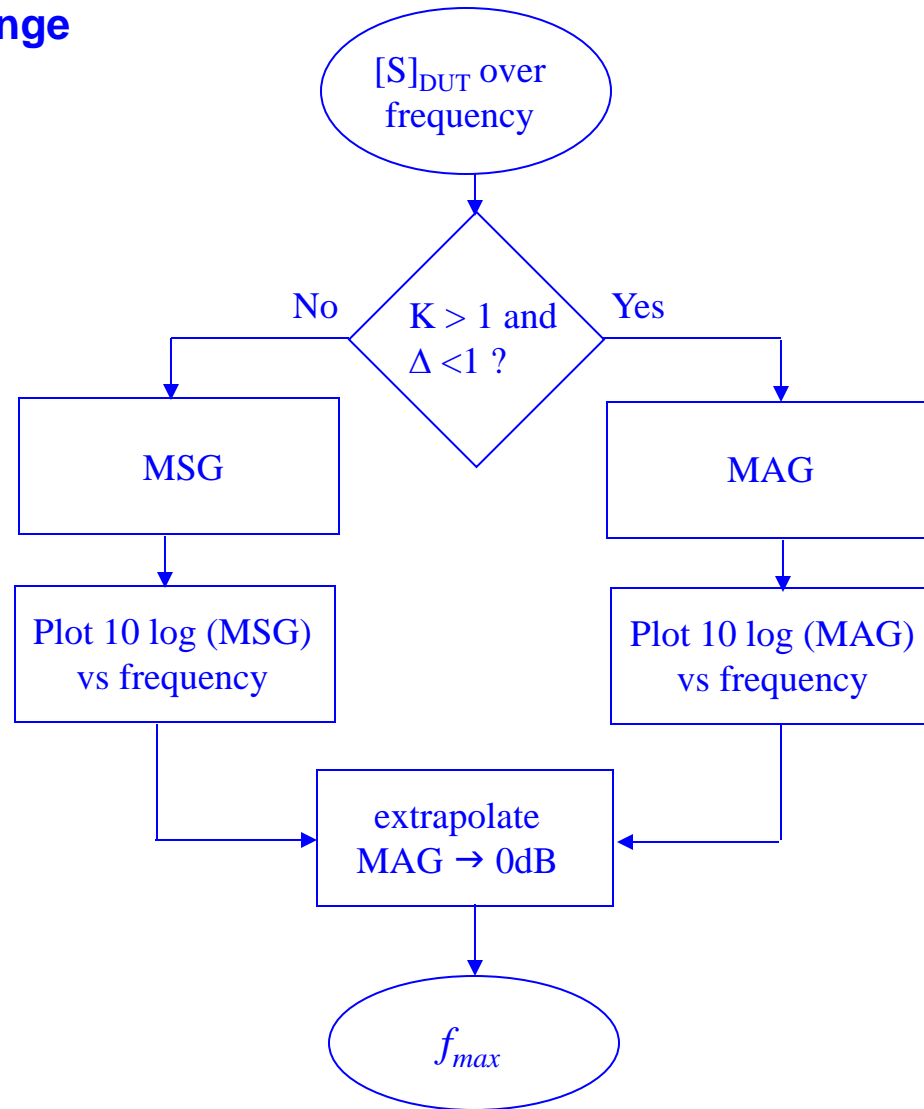 nge
[S]DUT over
frequency
No
K > 1 and
Δ <1 ?
Yes
MSG
MAG
Plot 10 log (MSG)
vs frequency
Plot 10 log (MAG)
vs frequency
extrapolate
MAG → 0dB
fmax